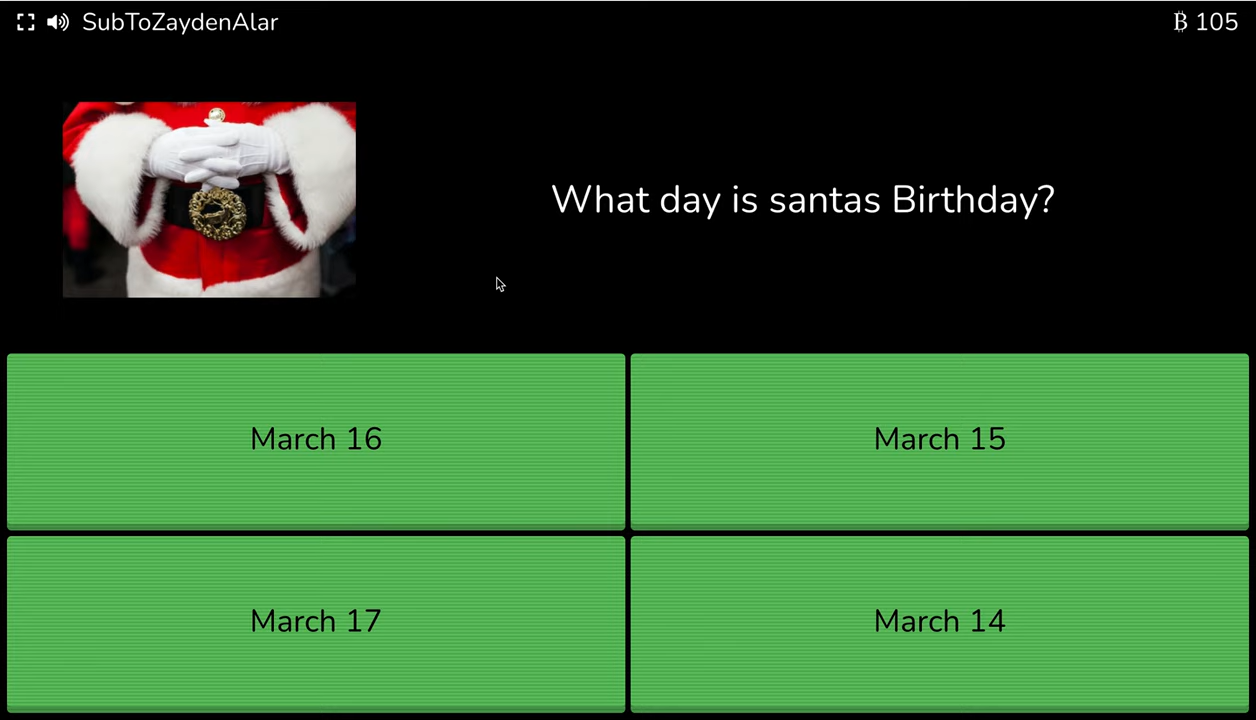 SubToZaydenAlar
₿ 105
What day is santas Birthday?
March 16
March 15
March 17
March 14